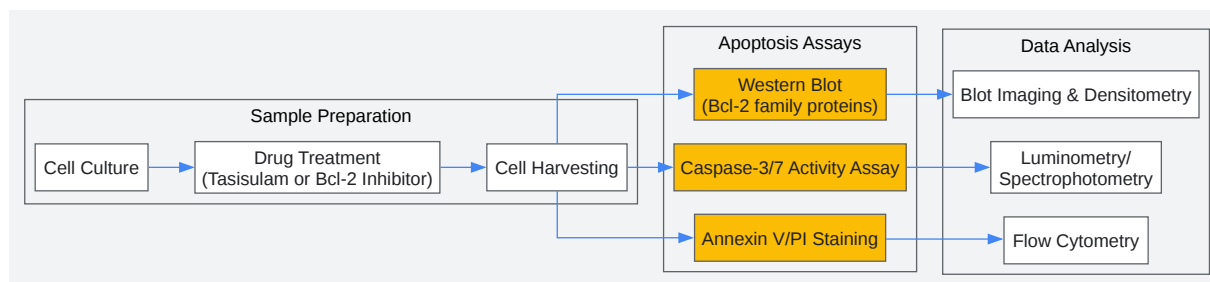 Sample Preparation
Cell Culture
Drug Treatment
(Tasisulam or Bcl-2 Inhibitor)
Cell Harvesting
Apoptosis Assays
Western Blot
(Bcl-2 family proteins)
Caspase-3/7 Activity Assay
Annexin V/PI Staining
Data Analysis
Blot Imaging & Densitometry
Luminometry/
Spectrophotometry
Flow Cytometry